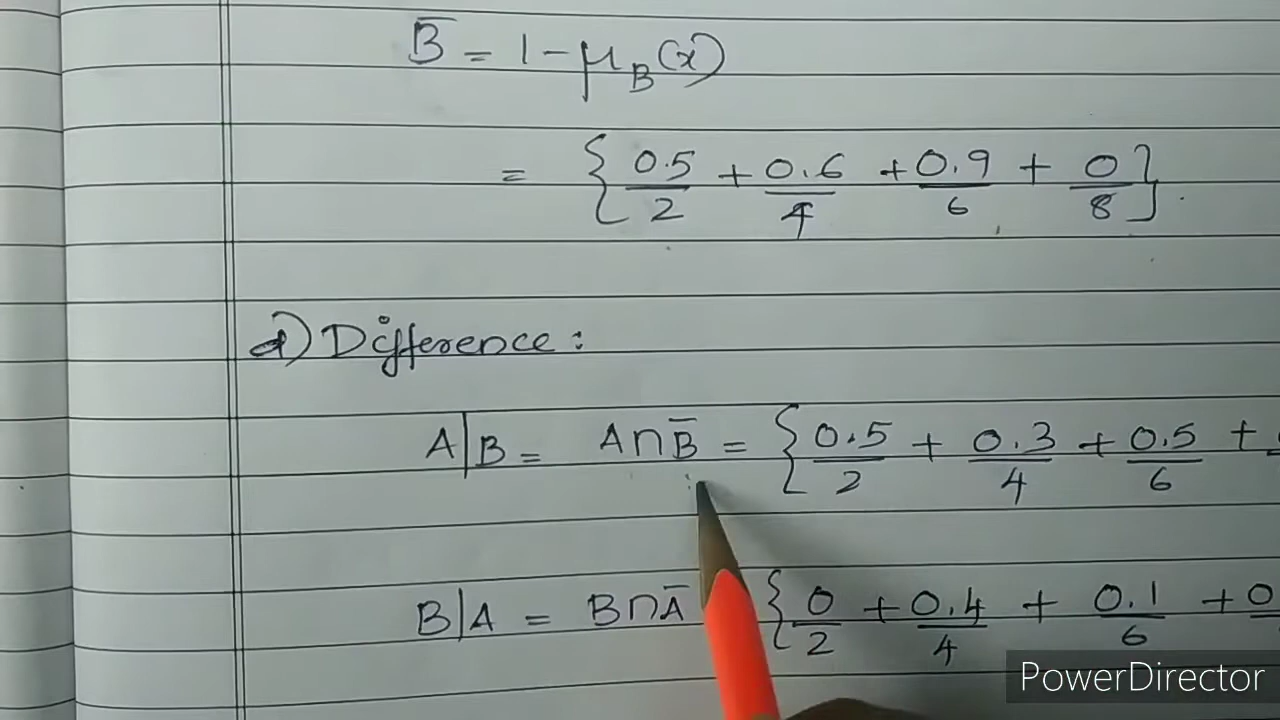 B̅ = 1 - μ_B(x)
= { 0.5/2 + 0.6/4 + 0.9/6 + 0/8 }.
d) Difference:
A|B = A∩B̅ = { 0.5/2 + 0.3/4 + 0.5/6 +
B|A = B∩A̅ { 0/2 + 0.4/4 + 0.1/6 + 0
PowerDirector